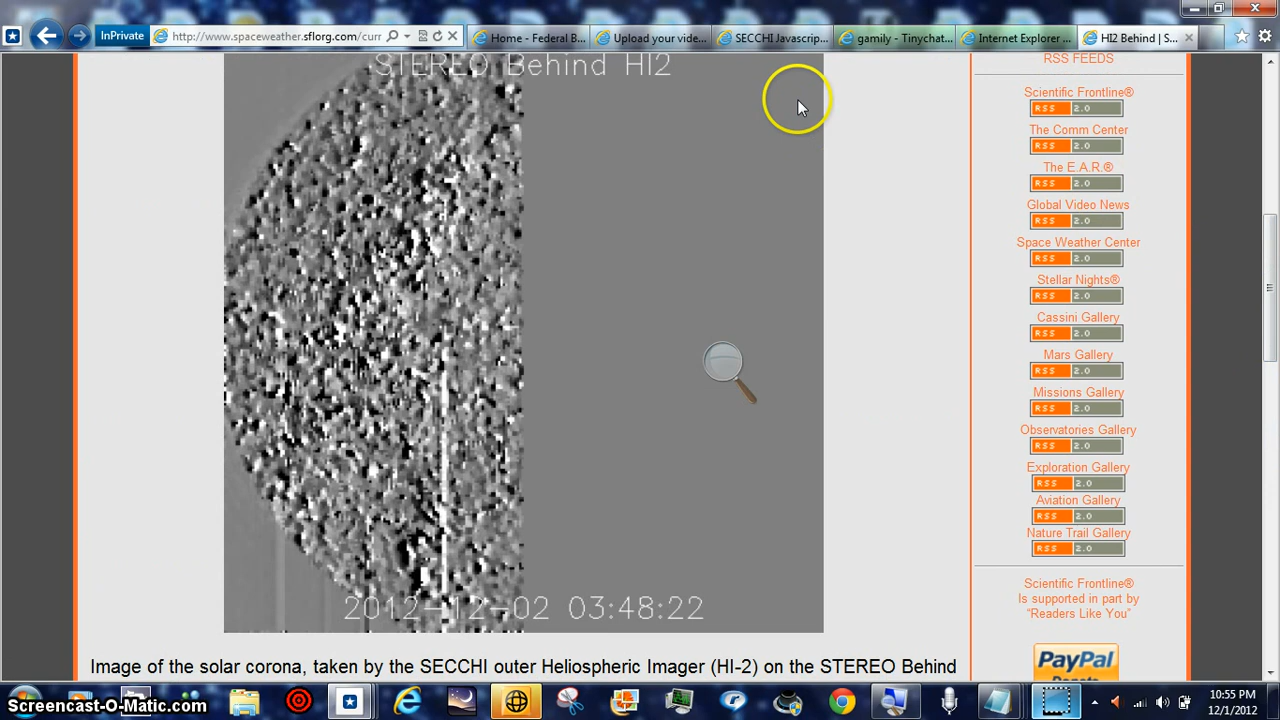 InPrivate
http://www.spaceweather.sflorg.com/curr
Home - Federal B...
Upload your vide...
SECCHI Javascrip...
gamily - Tinychat...
Internet Explorer ...
HI2 Behind | S...
STEREO Behind HI2
2012-12-02 03:48:22
Image of the solar corona, taken by the SECCHI outer Heliospheric Imager (HI-2) on the STEREO Behind
RSS FEEDS
Scientific Frontline®
RSS 2.0
The Comm Center
RSS 2.0
The E.A.R.®
RSS 2.0
Global Video News
RSS 2.0
Space Weather Center
RSS 2.0
Stellar Nights®
RSS 2.0
Cassini Gallery
RSS 2.0
Mars Gallery
RSS 2.0
Missions Gallery
RSS 2.0
Observatories Gallery
RSS 2.0
Exploration Gallery
RSS 2.0
Aviation Gallery
RSS 2.0
Nature Trail Gallery
RSS 2.0
Scientific Frontline®
Is supported in part by
“Readers Like You”
PayPal
Screencast-O-Matic.com
10:55 PM
12/1/2012